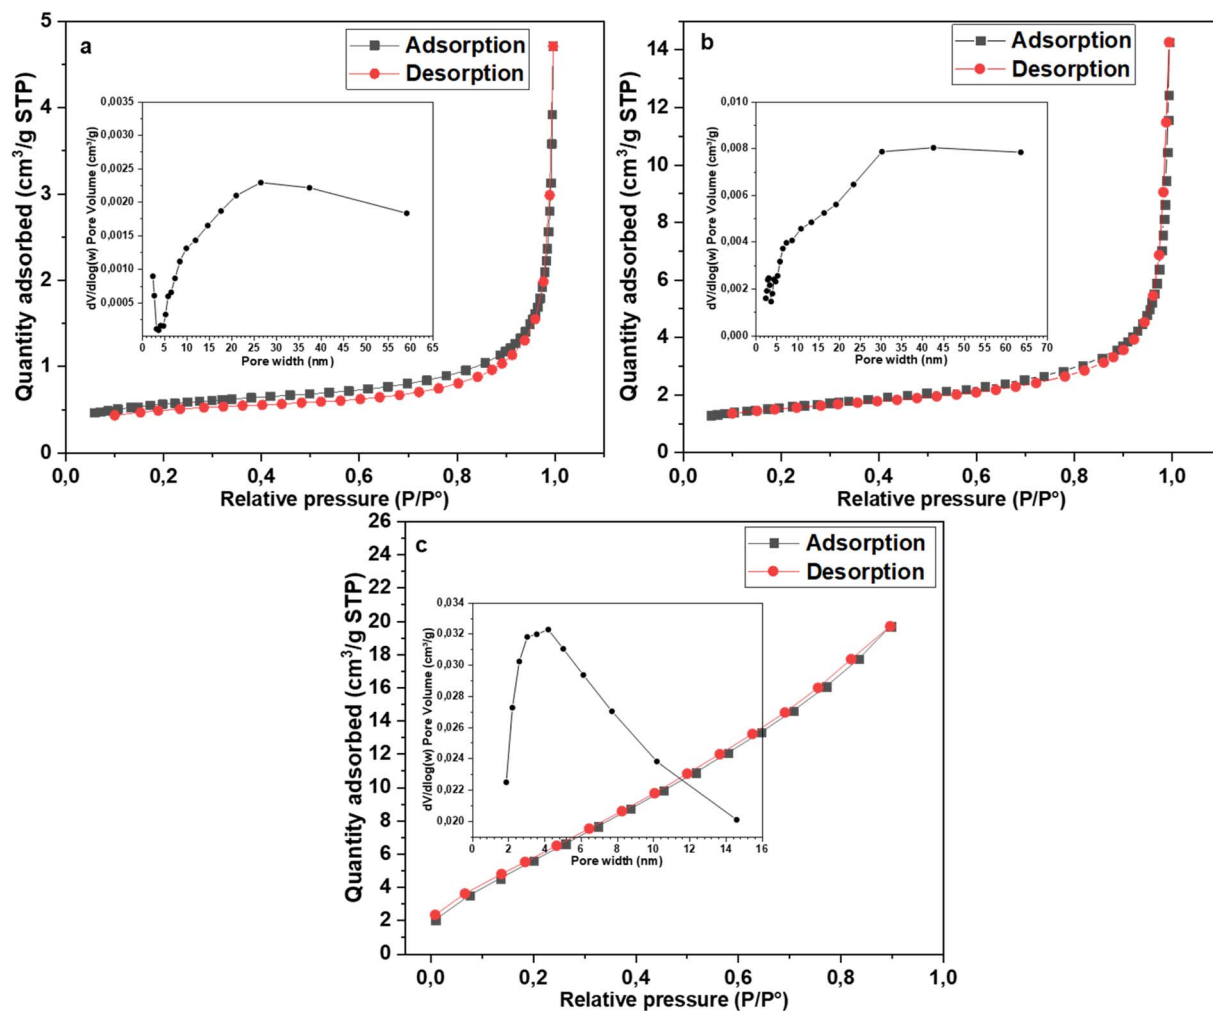 a
Adsorption
Desorption
Quantity adsorbed (cm³/g STP)
5
4
3
2
1
0
0,0 0,2 0,4 0,6 0,8 1,0
Relative pressure (P/P°)
dV/dlog(w) Pore Volume (cm³/g)
0,0035
0,0030
0,0025
0,0020
0,0015
0,0010
0,0005
0 5 10 15 20 25 30 35 40 45 50 55 60 65
Pore width (nm)
b
Adsorption
Desorption
Quantity adsorbed (cm³/g STP)
14
12
10
8
6
4
2
0
0,0 0,2 0,4 0,6 0,8 1,0
Relative pressure (P/P°)
dV/dlog(w) Pore Volume (cm³/g)
0,010
0,008
0,006
0,004
0,002
0,000
0 5 10 15 20 25 30 35 40 45 50 55 60 65 70
Pore width (nm)
c
Adsorption
Desorption
Quantity adsorbed (cm³/g STP)
26
24
22
20
18
16
14
12
10
8
6
4
2
0
0,0 0,2 0,4 0,6 0,8 1,0
Relative pressure (P/P°)
dV/dlog(w) Pore Volume (cm³/g)
0,034
0,032
0,030
0,028
0,026
0,024
0,022
0,020
0 2 4 6 8 10 12 14 16
Pore width (nm)